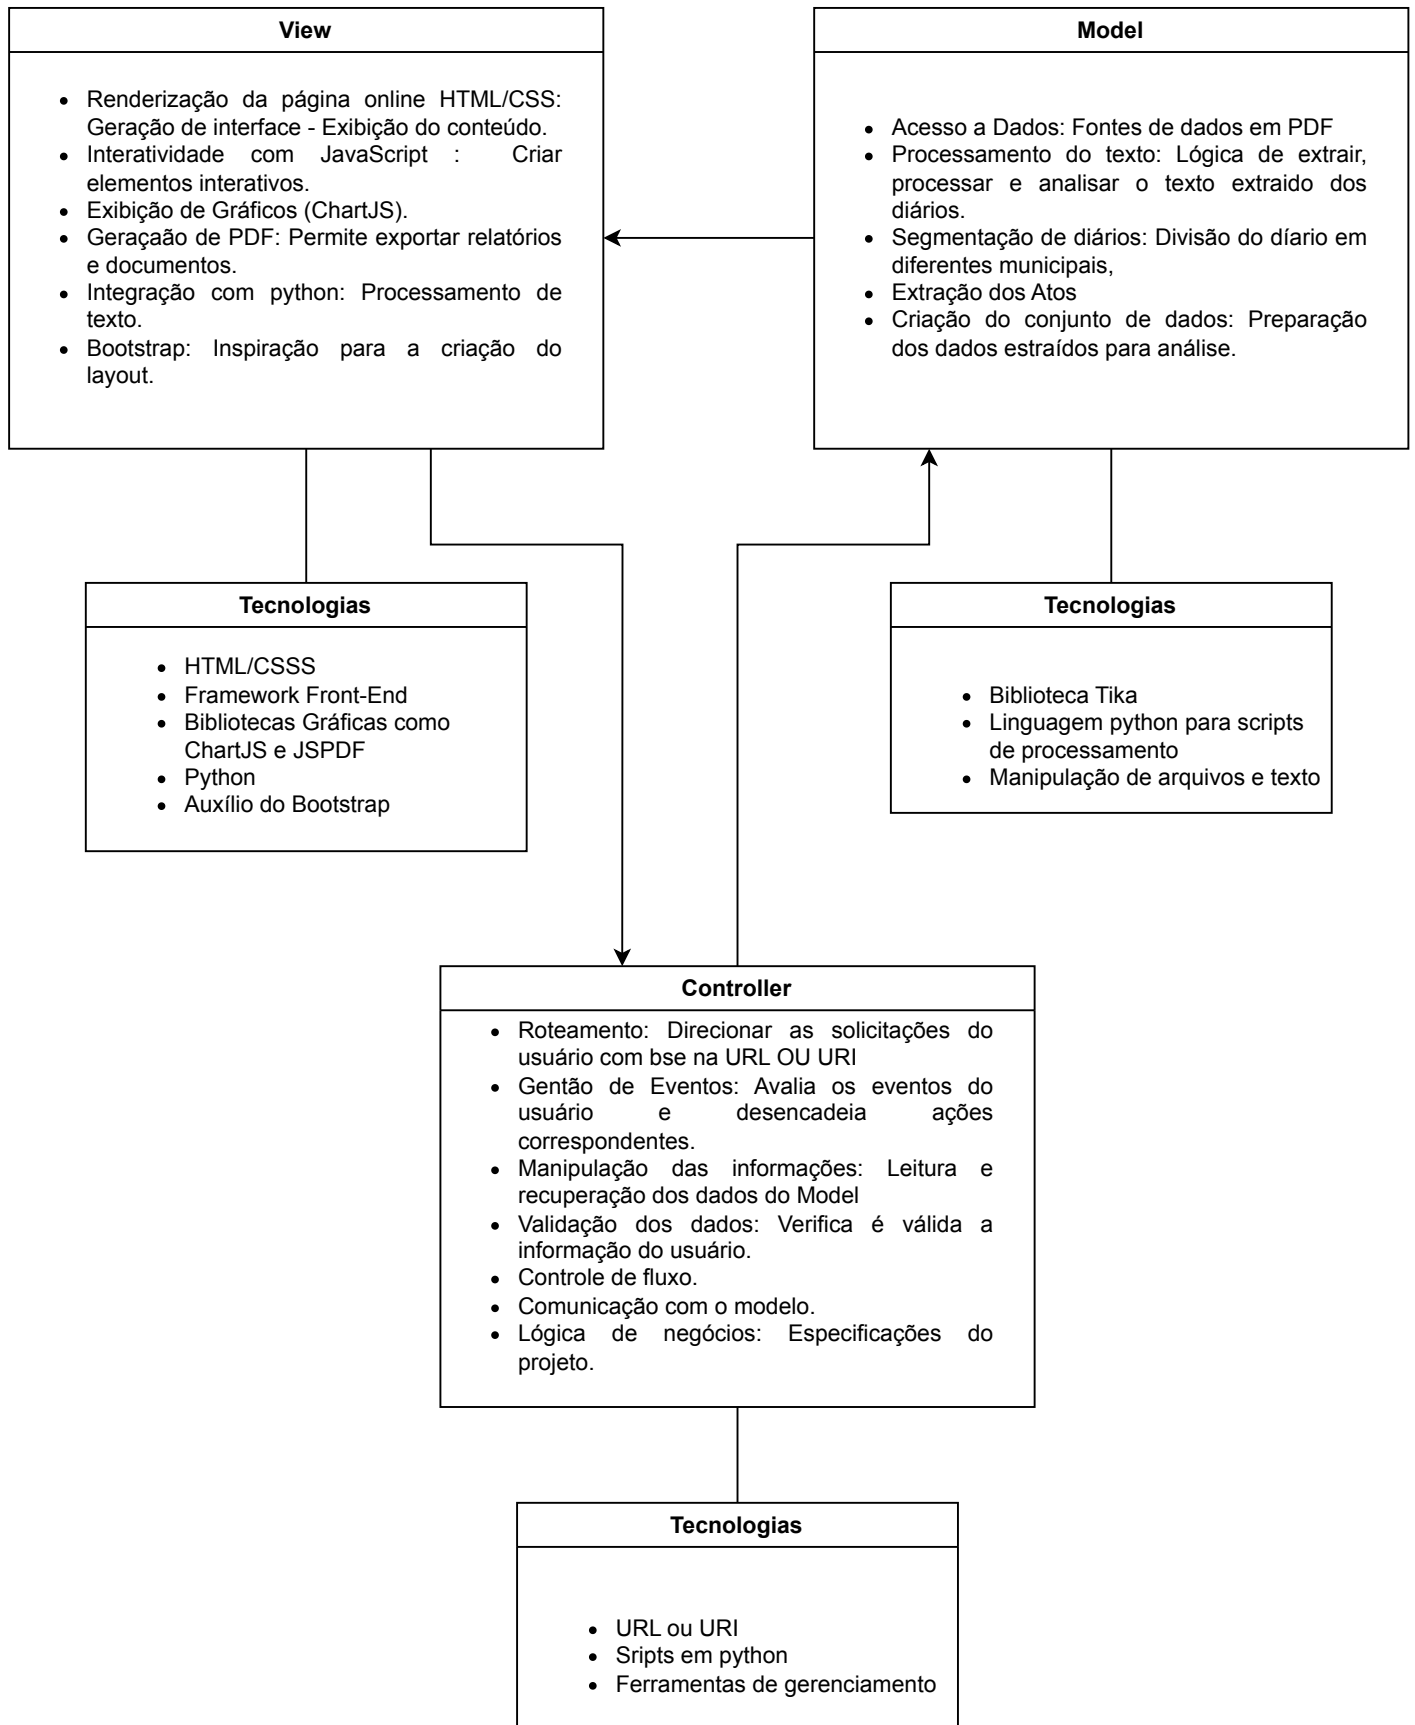 View
Renderização da página online HTML/CSS:
Geração de interface - Exibição do conteúdo.
Interatividade com JavaScript : Criar
elementos interativos.
Exibição de Gráficos (ChartJS).
Geraçaão de PDF: Permite exportar relatórios
e documentos.
Integração com python: Processamento de
texto.
Bootstrap: Inspiração para a criação do
layout.
Model
Acesso a Dados: Fontes de dados em PDF
Processamento do texto: Lógica de extrair,
processar e analisar o texto extraido dos
diários.
Segmentação de diários: Divisão do díario em
diferentes municipais,
Extração dos Atos
Criação do conjunto de dados: Preparação
dos dados estraídos para análise.
Tecnologias
HTML/CSSS
Framework Front-End
Bibliotecas Gráficas como
ChartJS e JSPDF
Python
Auxílio do Bootstrap
Tecnologias
Biblioteca Tika
Linguagem python para scripts
de processamento
Manipulação de arquivos e texto
Controller
Roteamento: Direcionar as solicitações do
usuário com bse na URL OU URI
Gentão de Eventos: Avalia os eventos do
usuário e desencadeia ações
correspondentes.
Manipulação das informações: Leitura e
recuperação dos dados do Model
Validação dos dados: Verifica é válida a
informação do usuário.
Controle de fluxo.
Comunicação com o modelo.
Lógica de negócios: Especificações do
projeto.
Tecnologias
URL ou URI
Sripts em python
Ferramentas de gerenciamento